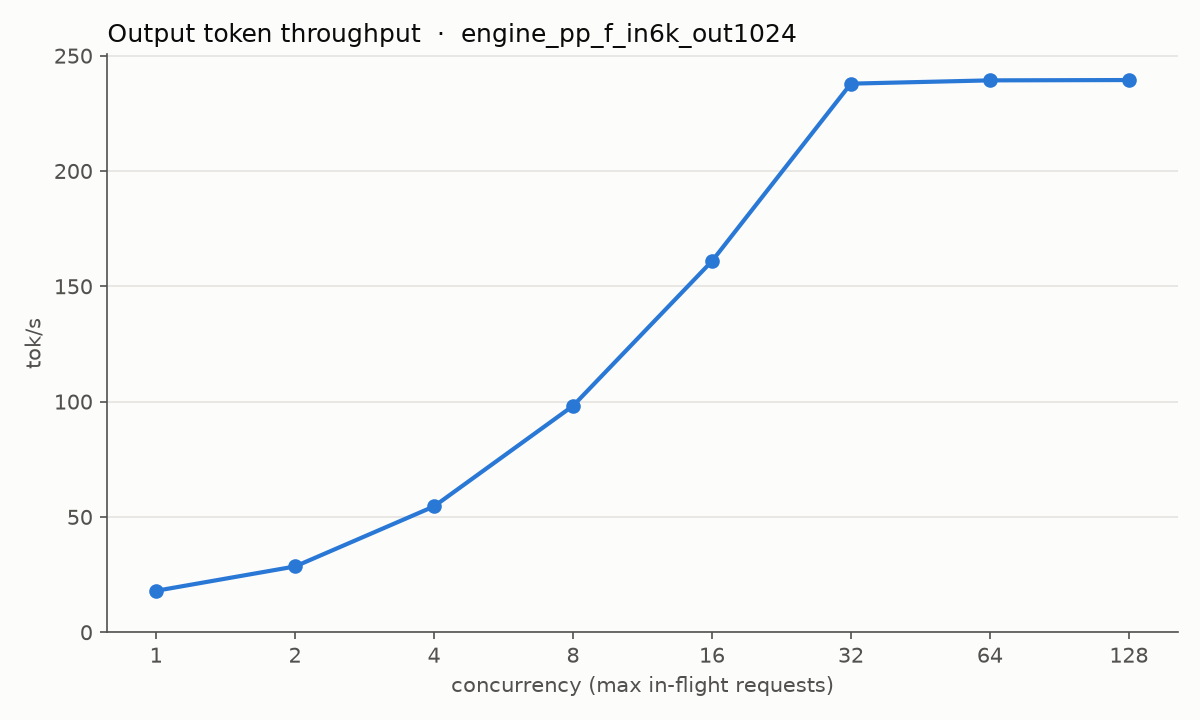 Output token throughput · engine_pp_f_in6k_out1024
250
200
150
100
50
0
tok/s
1 2 4 8 16 32 64 128
concurrency (max in-flight requests)